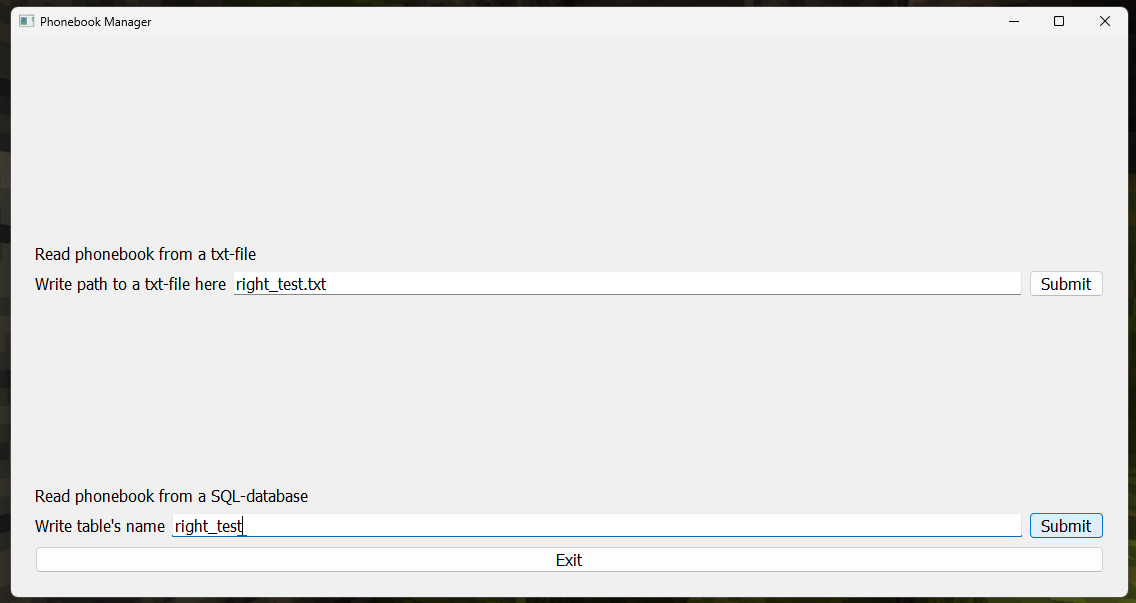 Phonebook Manager
Read phonebook from a txt-file
Write path to a txt-file here right_test.txt Submit
Read phonebook from a SQL-database
Write table's name right_test Submit
Exit